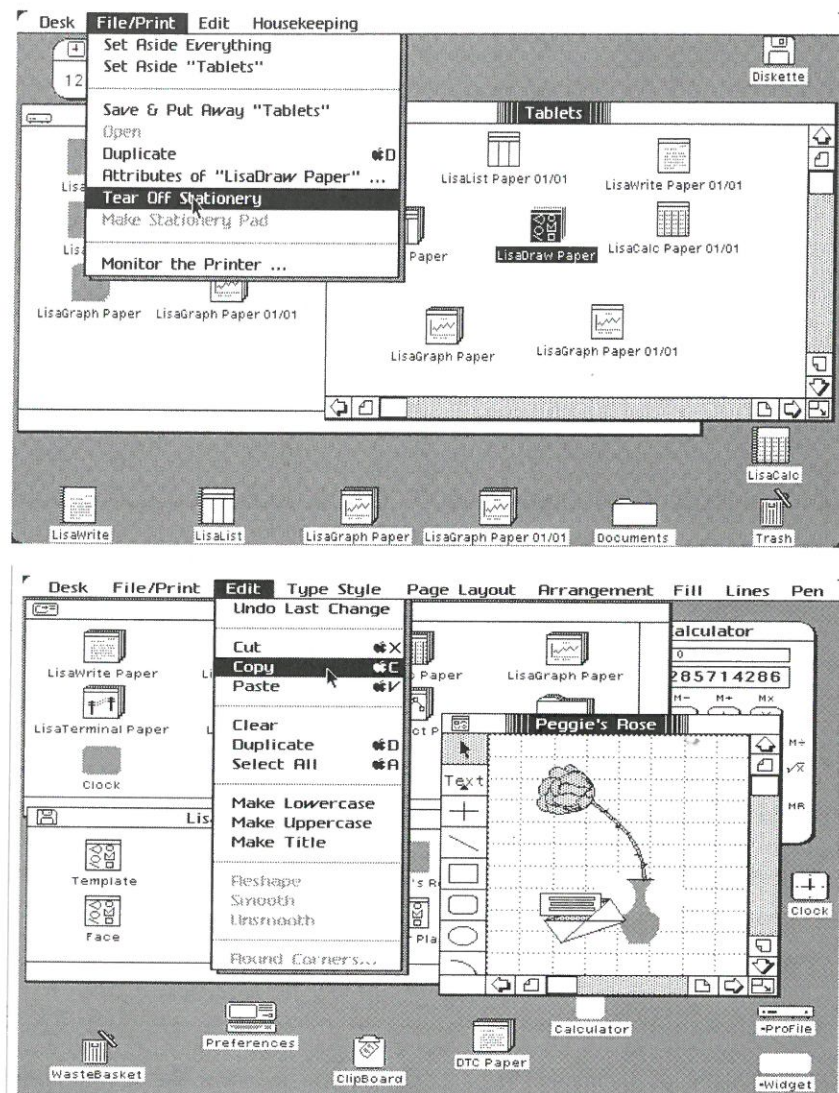 Desk File/Print Edit Housekeeping
Set Aside Everything
Set Aside "Tablets"
Save & Put Away "Tablets"
Open
Duplicate D
Attributes of "LisaDraw Paper" ...
Tear Off Stationery
Make Stationery Pad
Monitor the Printer ...
12
Diskette
Tablets
LisaList Paper 01/01
LisaWrite Paper 01/01
Paper
LisaDraw Paper
LisaCalc Paper 01/01
LisaGraph Paper
LisaGraph Paper 01/01
LisaGraph Paper
LisaGraph Paper 01/01
LisaCalc
LisaWrite
LisaList
LisaGraph Paper
LisaGraph Paper 01/01
Documents
Trash
Desk File/Print Edit Type Style Page Layout Arrangement Fill Lines Pen
Undo Last Change
Cut X
Copy C
Paste V
Clear
Duplicate D
Select All A
Make Lowercase
Make Uppercase
Make Title
Reshape
Smooth
Unsmooth
Round Corners...
LisaWrite Paper
Paper
LisaGraph Paper
LisaTerminal Paper
Clock
Lis
Template
Face
alculator
0
285714286
M- M+ Mx
M÷
√x
MR
Peggie's Rose
Text
Clock
Preferences
WasteBasket
ClipBoard
DTC Paper
Calculator
-ProFile
-Widget